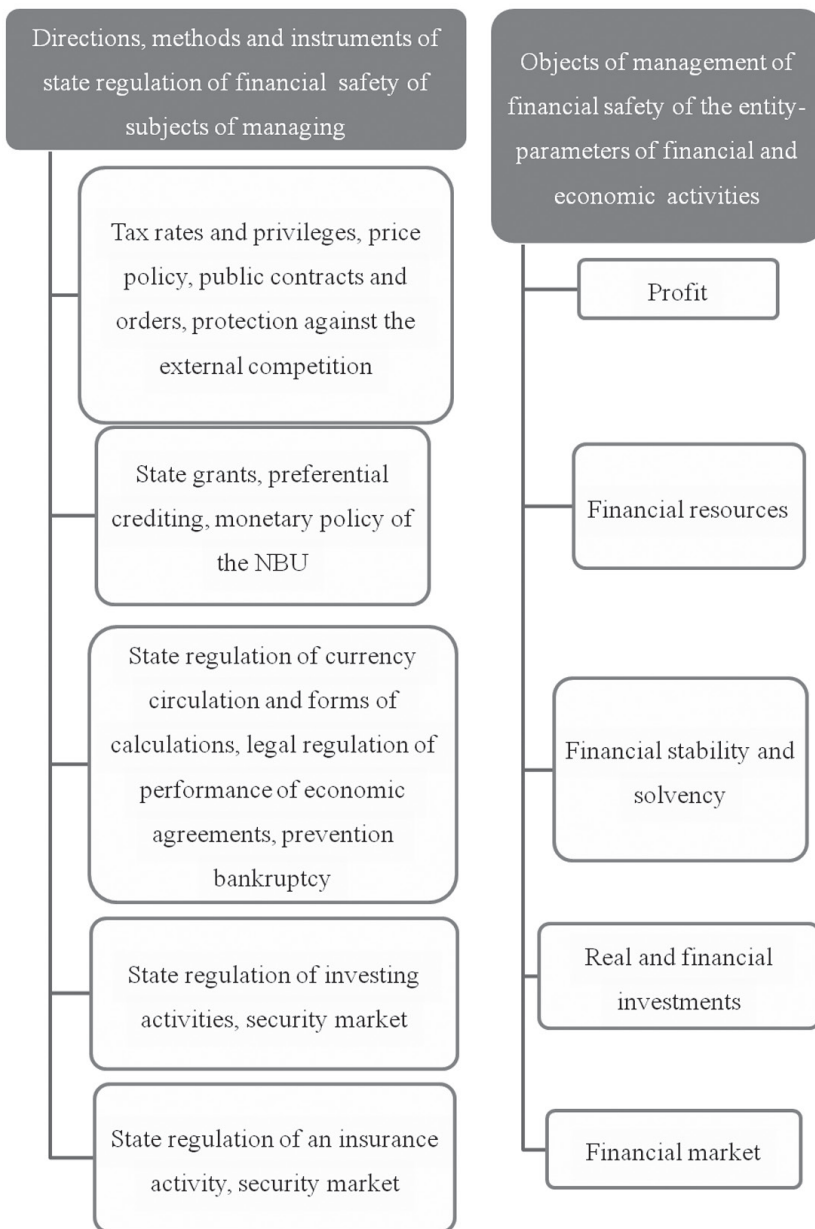 Directions, methods and instruments of
state regulation of financial safety of
subjects of managing
Tax rates and privileges, price
policy, public contracts and
orders, protection against the
external competition
State grants, preferential
crediting, monetary policy of
the NBU
State regulation of currency
circulation and forms of
calculations, legal regulation of
performance of economic
agreements, prevention
bankruptcy
State regulation of investing
activities, security market
State regulation of an insurance
activity, security market
Objects of management of
financial safety of the entity-
parameters of financial and
economic activities
Profit
Financial resources
Financial stability and
solvency
Real and financial
investments
Financial market